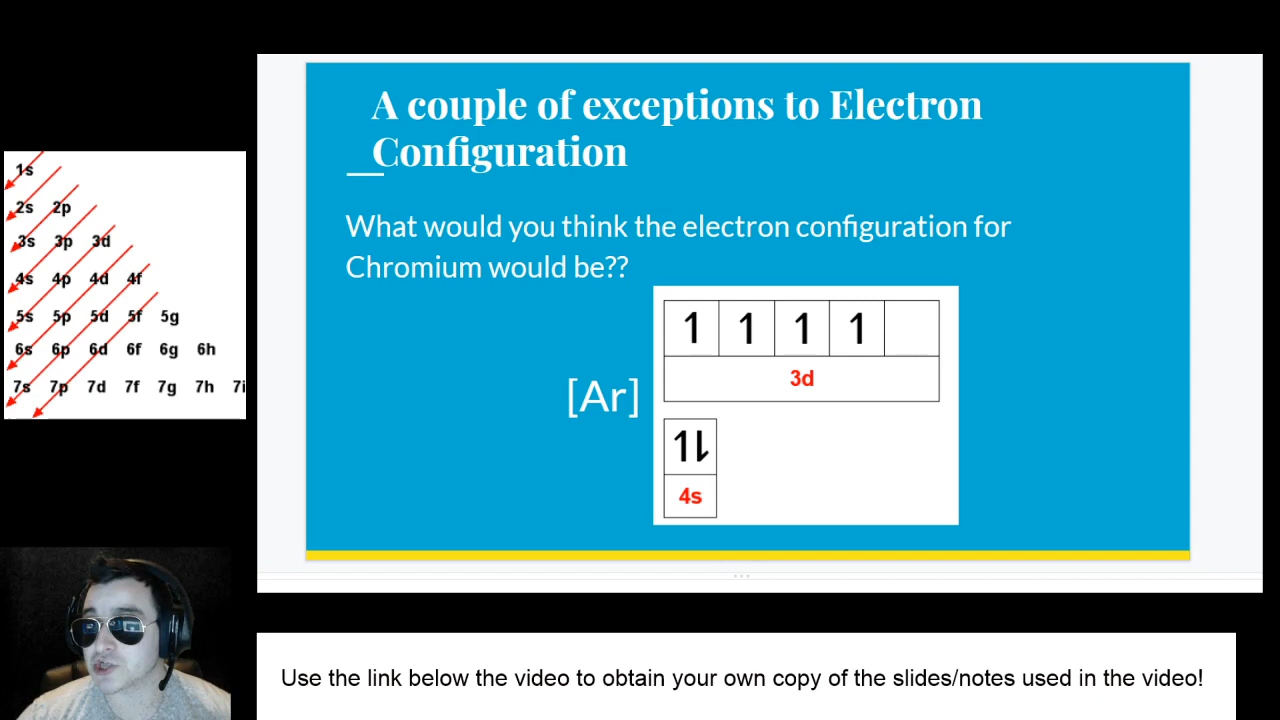 A couple of exceptions to Electron
Configuration
What would you think the electron configuration for
Chromium would be??
[Ar]
1 1 1 1
3d
1
4s
1s
2s 2p
3s 3p 3d
4s 4p 4d 4f
5s 5p 5d 5f 5g
6s 6p 6d 6f 6g 6h
7s 7p 7d 7f 7g 7h 7i
Use the link below the video to obtain your own copy of the slides/notes used in the video!